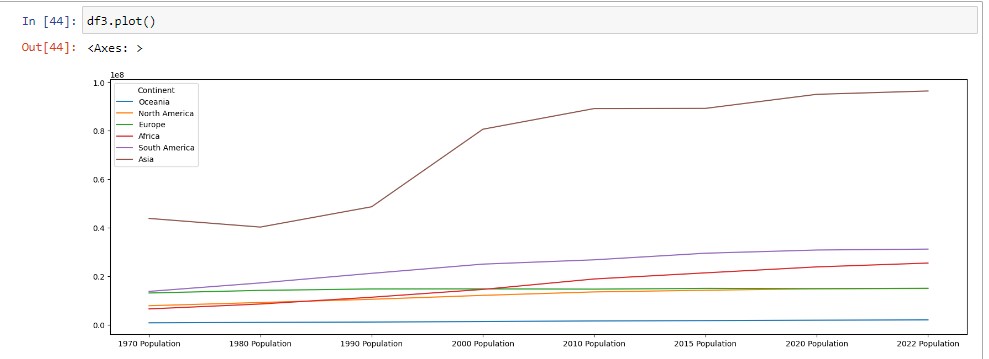 In [44]: df3.plot()
Out[44]: <Axes: >
1e8
1.0
0.8
0.6
0.4
0.2
0.0
Continent
Oceania
North America
Europe
Africa
South America
Asia
1970 Population 1980 Population 1990 Population 2000 Population 2010 Population 2015 Population 2020 Population 2022 Population